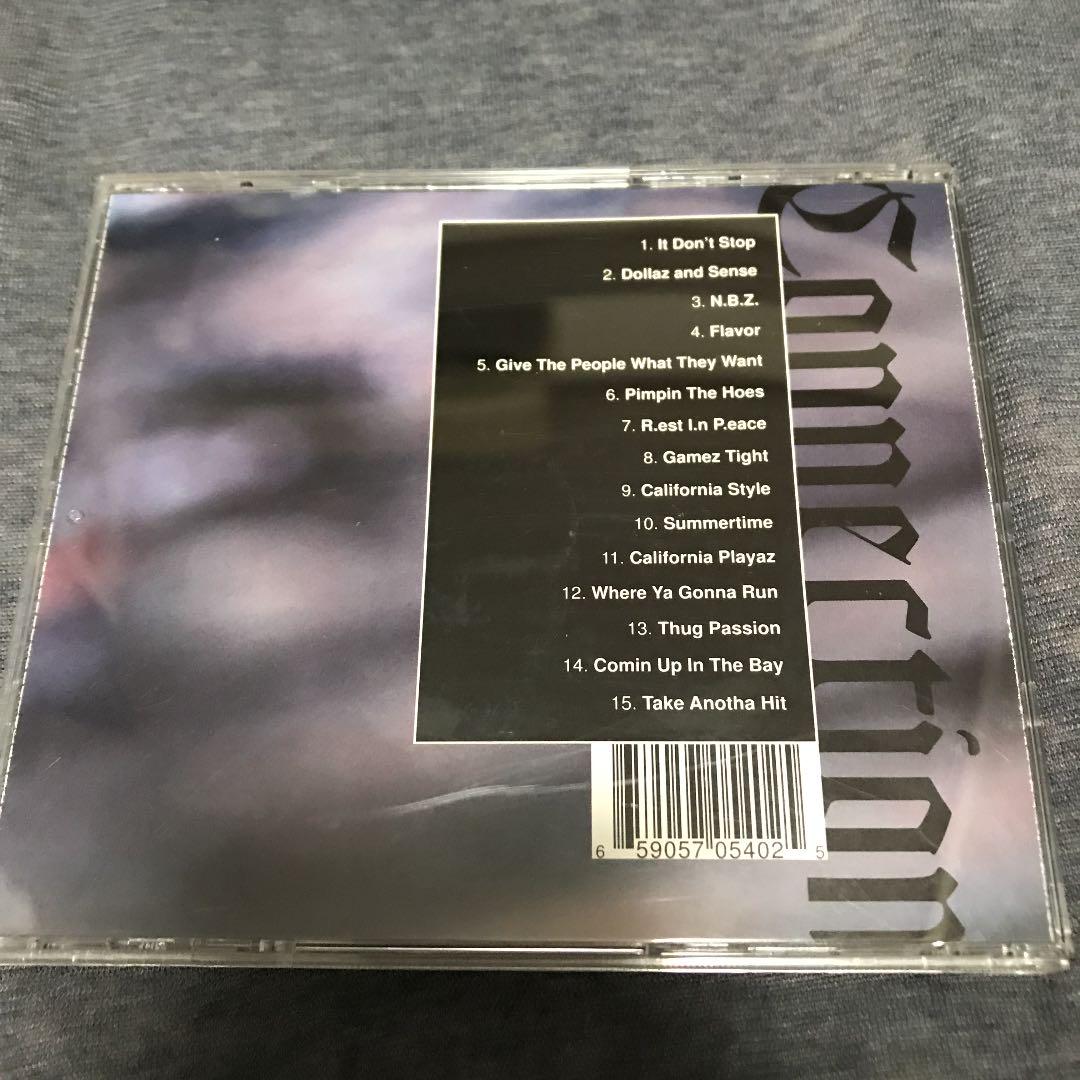 1. It Don't Stop
2. Dollaz and Sense
3. N.B.Z.
4. Flavor
5. Give The People What They Want
6. Pimpin The Hoes
7. R.est I.n P.eace
8. Gamez Tight
9. California Style
10. Summertime
11. California Playaz
12. Where Ya Gonna Run
13. Thug Passion
14. Comin Up In The Bay
15. Take Anotha Hit
6 59057 05402 5
Connection